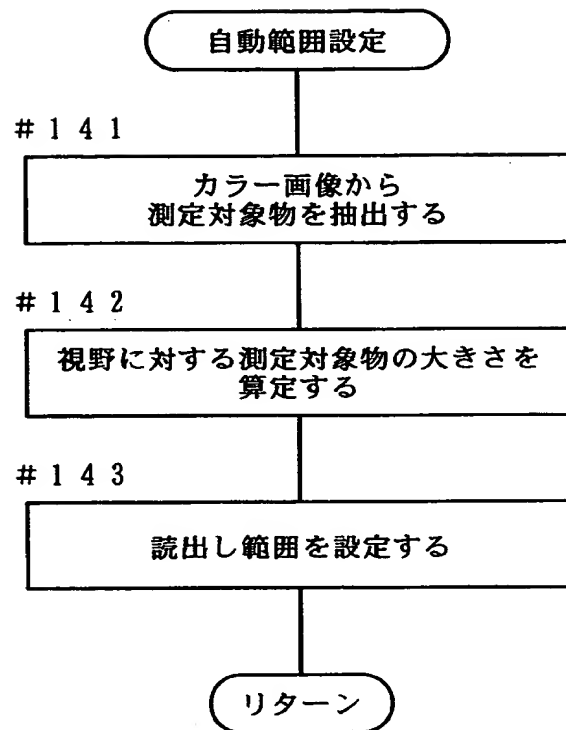 自動範囲設定
#141
カラー画像から
測定対象物を抽出する
#142
視野に対する測定対象物の大きさを
算定する
#143
読出し範囲を設定する
リターン